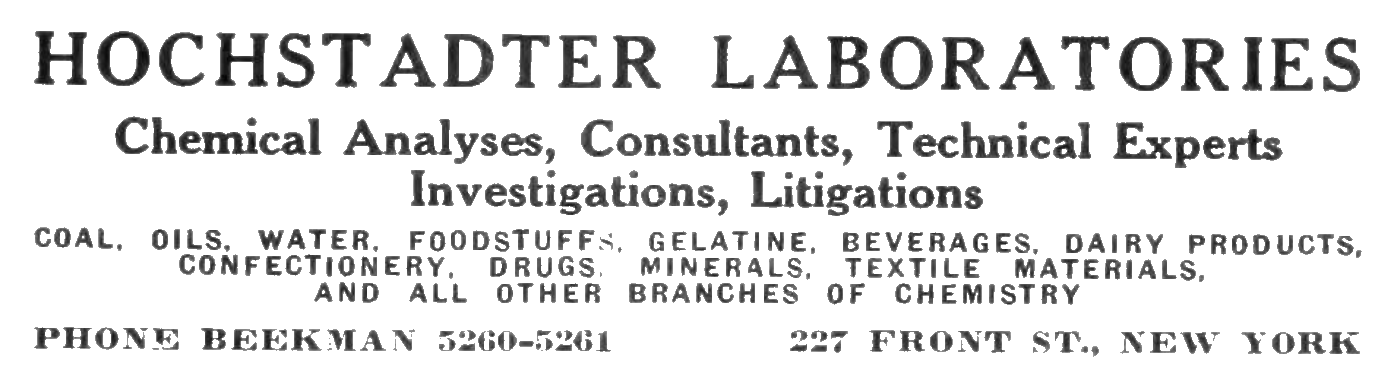 HOCHSTADTER LABORATORIES
Chemical Analyses, Consultants, Technical Experts
Investigations, Litigations
COAL, OILS, WATER, FOODSTUFFS, GELATINE, BEVERAGES, DAIRY PRODUCTS,
CONFECTIONERY, DRUGS, MINERALS, TEXTILE MATERIALS,
AND ALL OTHER BRANCHES OF CHEMISTRY
PHONE BEEKMAN 5260-5261 227 FRONT ST., NEW YORK